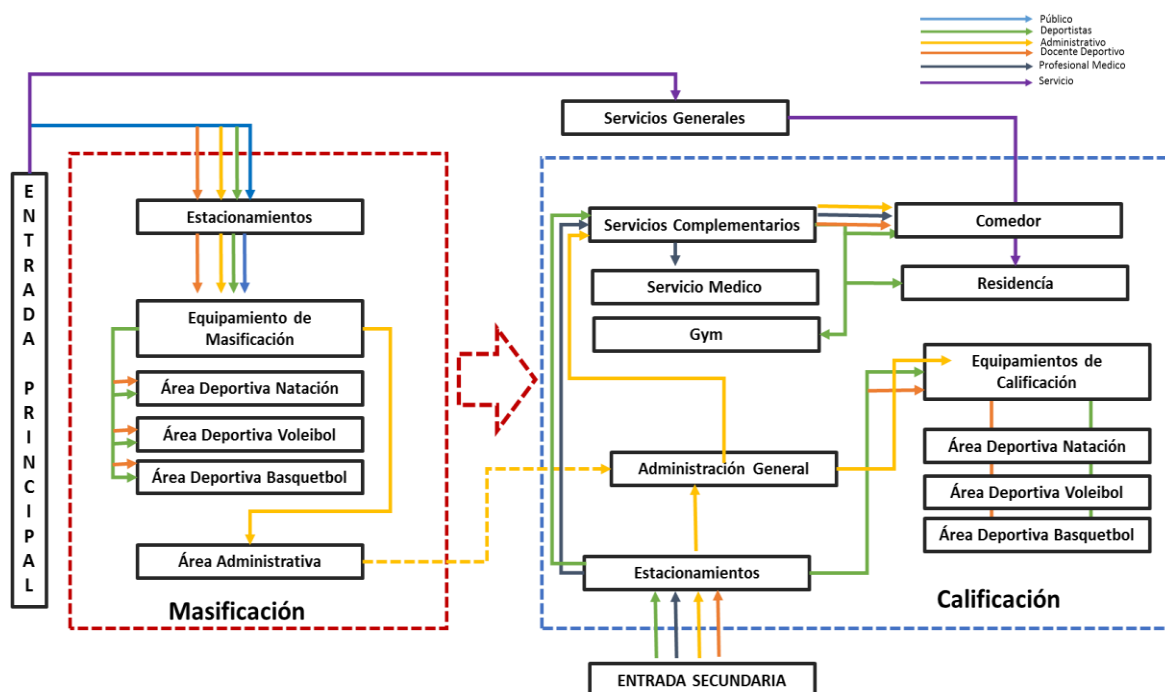 Público
Deportistas
Administrativo
Docente Deportivo
Profesional Medico
Servicio
Servicios Generales
ENTRADA PRINCIPAL
Estacionamientos
Equipamiento de
Masificación
Área Deportiva Natación
Área Deportiva Voleibol
Área Deportiva Basquetbol
Área Administrativa
Masificación
Servicios Complementarios
Comedor
Servicio Medico
Residencía
Gym
Equipamientos de
Calificación
Área Deportiva Natación
Administración General
Área Deportiva Voleibol
Área Deportiva Basquetbol
Estacionamientos
Calificación
ENTRADA SECUNDARIA